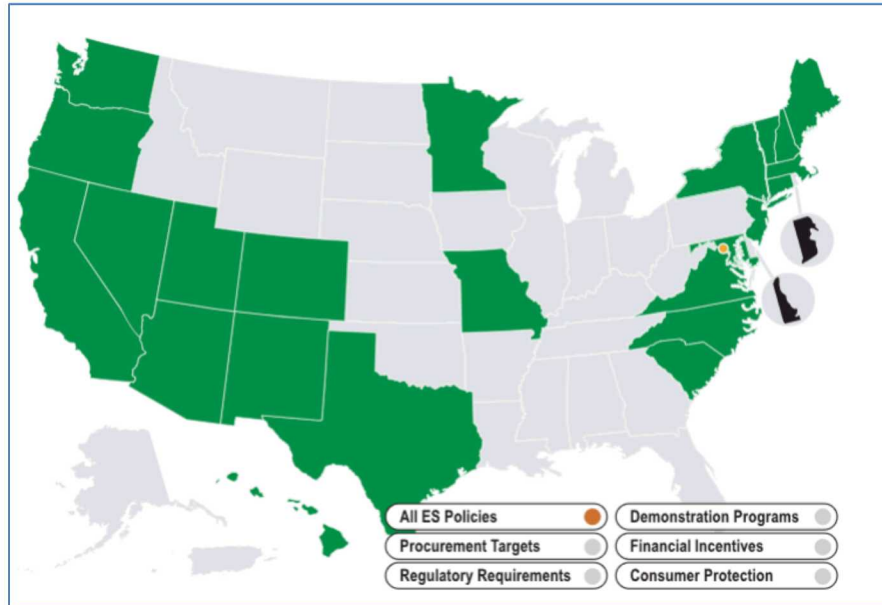 All ES Policies
Demonstration Programs
Procurement Targets
Financial Incentives
Regulatory Requirements
Consumer Protection